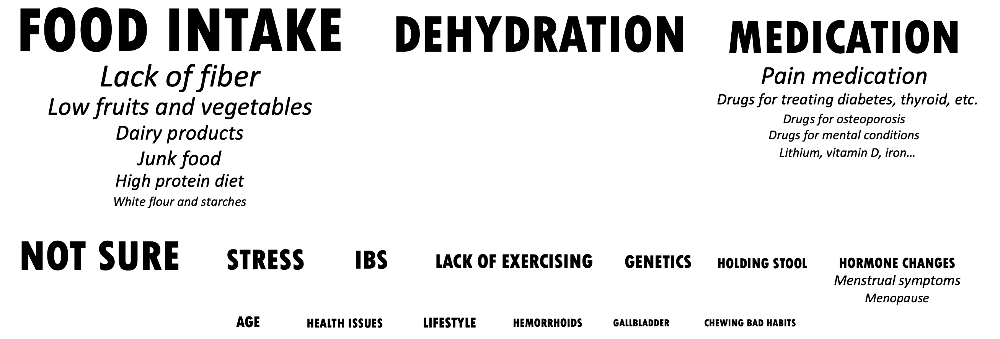 FOOD INTAKE
Lack of fiber
Low fruits and vegetables
Dairy products
Junk food
High protein diet
White flour and starches
DEHYDRATION
MEDICATION
Pain medication
Drugs for treating diabetes, thyroid, etc.
Drugs for osteoporosis
Drugs for mental conditions
Lithium, vitamin D, iron...
NOT SURE
STRESS
IBS
LACK OF EXERCISING
GENETICS
HOLDING STOOL
HORMONE CHANGES
Menstrual symptoms
Menopause
AGE
HEALTH ISSUES
LIFESTYLE
HEMORRHOIDS
GALLBLADDER
CHEWING BAD HABITS